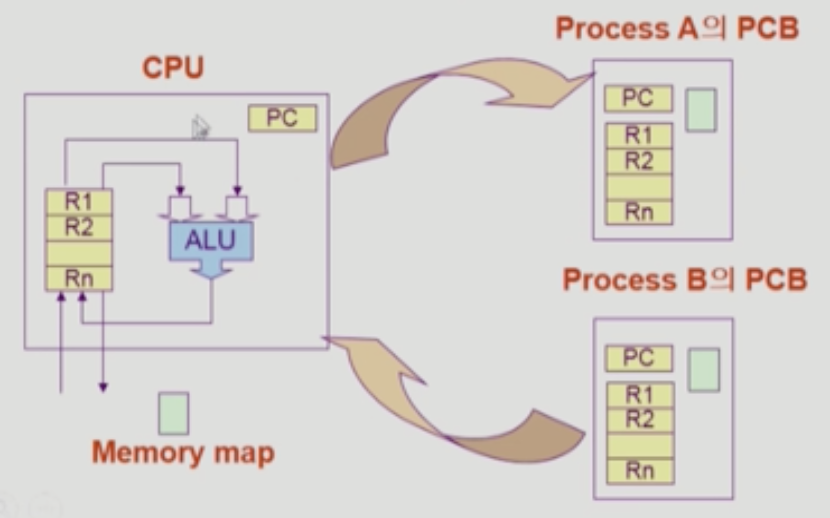 CPU
PC
R1
R2
Rn
ALU
Memory map
Process A의 PCB
PC
R1
R2
Rn
Process B의 PCB
PC
R1
R2
Rn